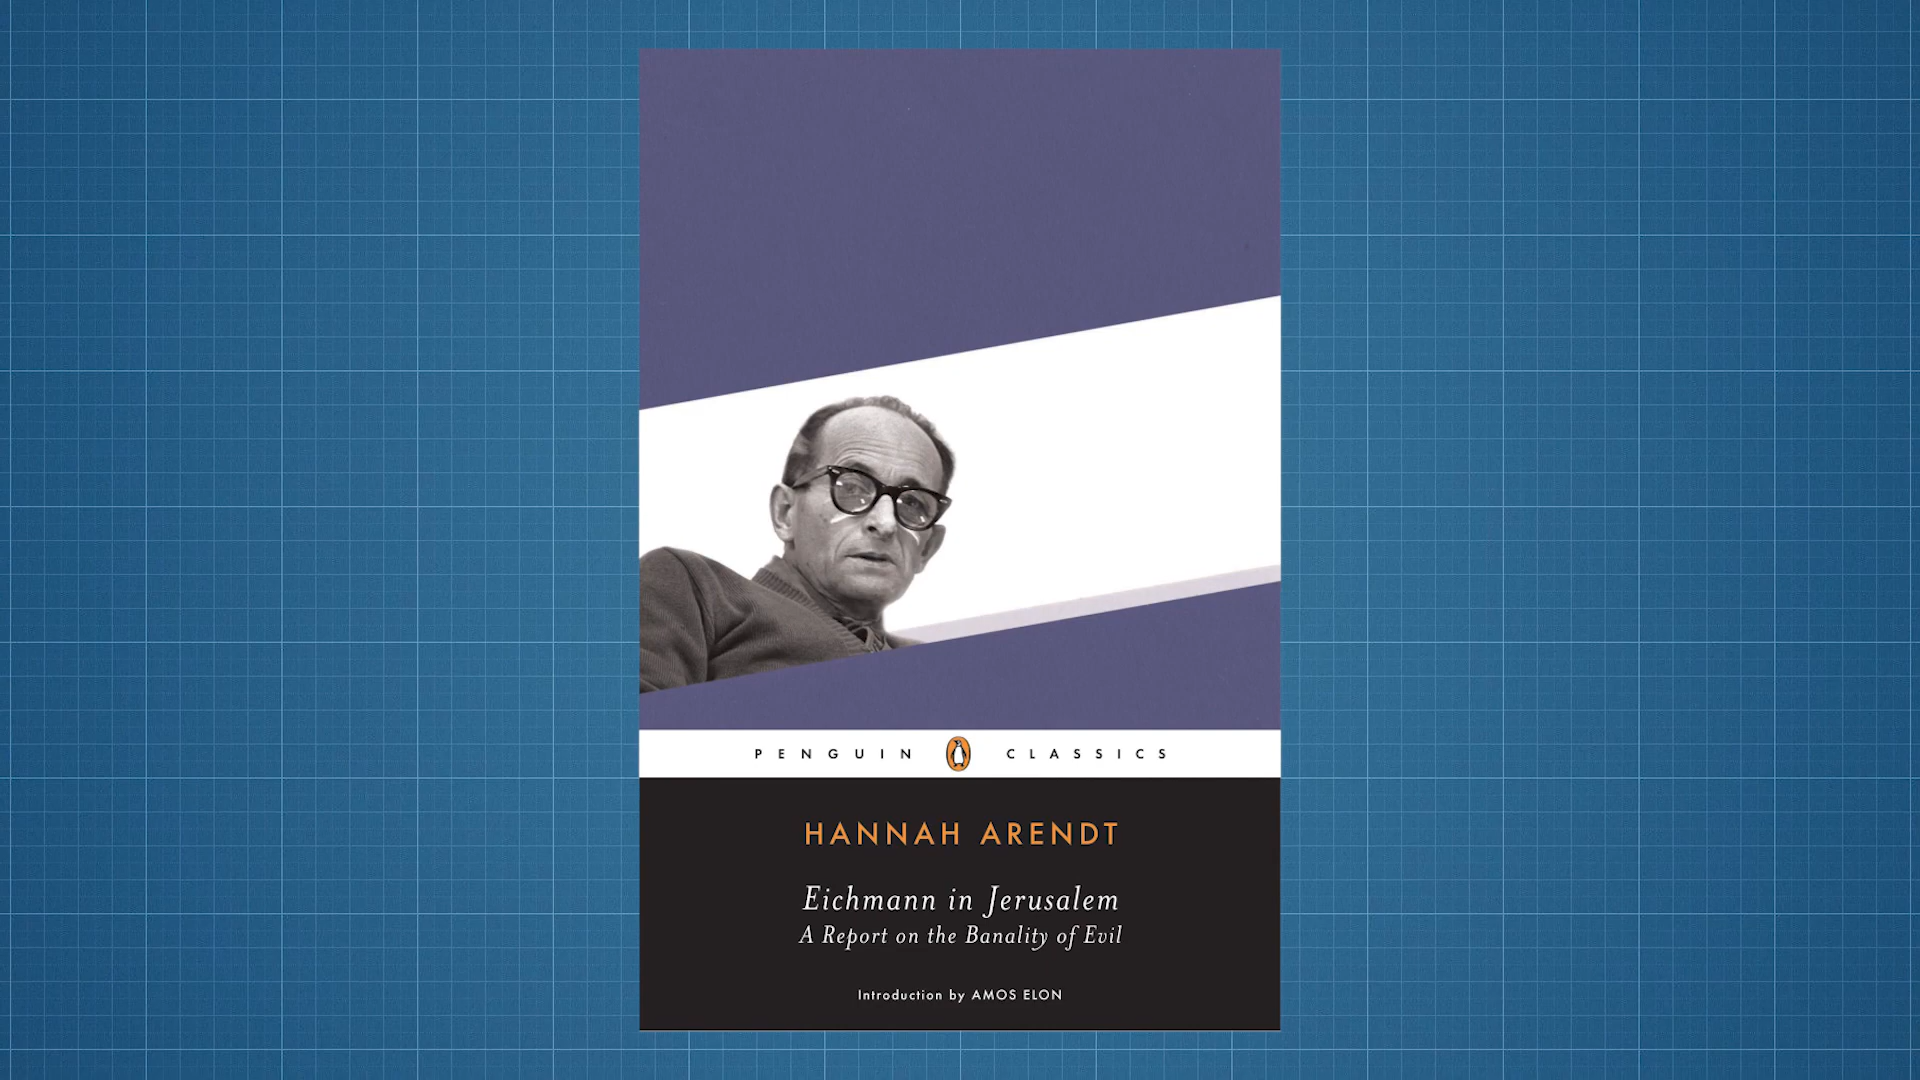 PENGUIN CLASSICS
HANNAH ARENDT
Eichmann in Jerusalem
A Report on the Banality of Evil
Introduction by AMOS ELON